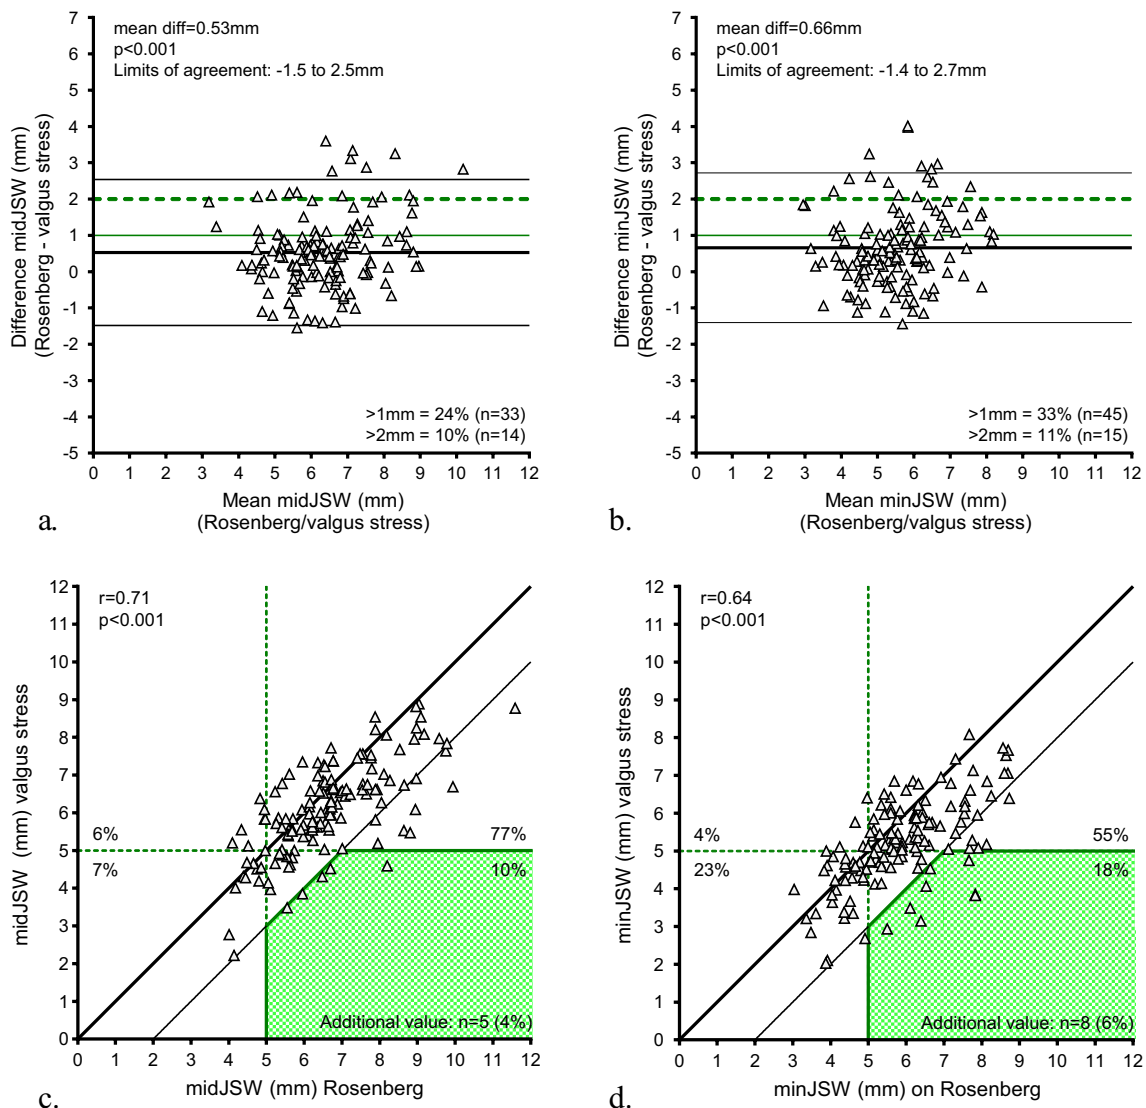 mean diff=0.53mm
p<0.001
Limits of agreement: -1.5 to 2.5mm
7
6
5
4
3
2
1
0
-1
-2
-3
-4
-5
Difference midJSW (mm)
(Rosenberg - valgus stress)
>1mm = 24% (n=33)
>2mm = 10% (n=14)
0 1 2 3 4 5 6 7 8 9 10 11 12
Mean midJSW (mm)
(Rosenberg/valgus stress)
a.
mean diff=0.66mm
p<0.001
Limits of agreement: -1.4 to 2.7mm
7
6
5
4
3
2
1
0
-1
-2
-3
-4
-5
Difference minJSW (mm)
(Rosenberg - valgus stress)
>1mm = 33% (n=45)
>2mm = 11% (n=15)
0 1 2 3 4 5 6 7 8 9 10 11 12
Mean minJSW (mm)
(Rosenberg/valgus stress)
b.
r=0.71
p<0.001
12
11
10
9
8
7
6
5
4
3
2
1
0
midJSW (mm) valgus stress
6%
77%
7%
10%
Additional value: n=5 (4%)
0 1 2 3 4 5 6 7 8 9 10 11 12
midJSW (mm) Rosenberg
c.
r=0.64
p<0.001
12
11
10
9
8
7
6
5
4
3
2
1
0
minJSW (mm) valgus stress
4%
55%
23%
18%
Additional value: n=8 (6%)
0 1 2 3 4 5 6 7 8 9 10 11 12
minJSW (mm) on Rosenberg
d.